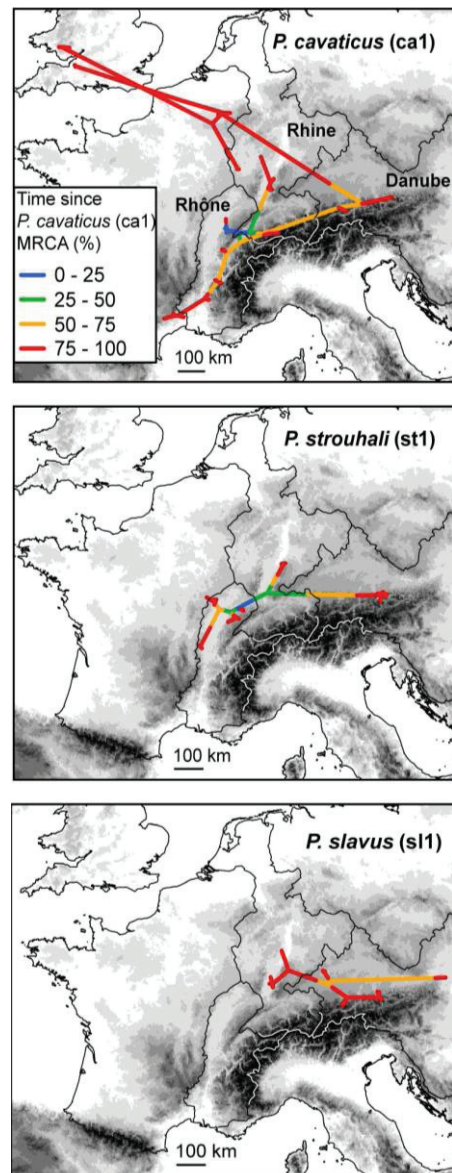 P. cavaticus (ca1)
Rhine
Danube
Rhône
Time since
P. cavaticus (ca1)
MRCA (%)
0 - 25
25 - 50
50 - 75
75 - 100
100 km
P. strouhali (st1)
100 km
P. slavus (sl1)
100 km